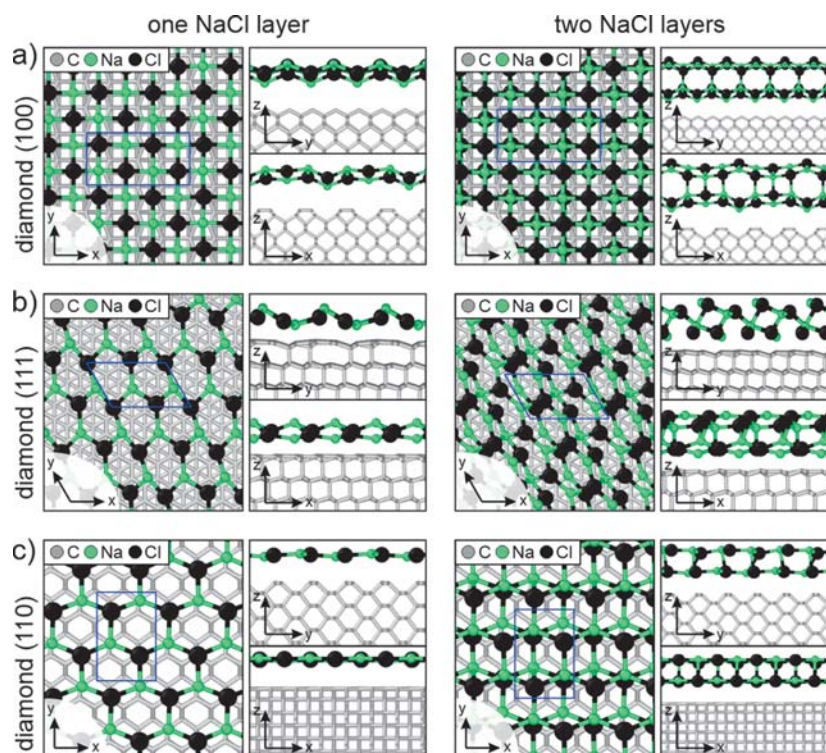 one NaCl layer
two NaCl layers
a)
diamond (100)
C Na Cl
y
x
z
y
z
x
C Na Cl
y
x
z
y
z
x
b)
diamond (111)
C Na Cl
y
x
z
y
z
x
C Na Cl
y
x
z
y
z
x
c)
diamond (110)
C Na Cl
y
x
z
y
z
x
C Na Cl
y
x
z
y
z
x